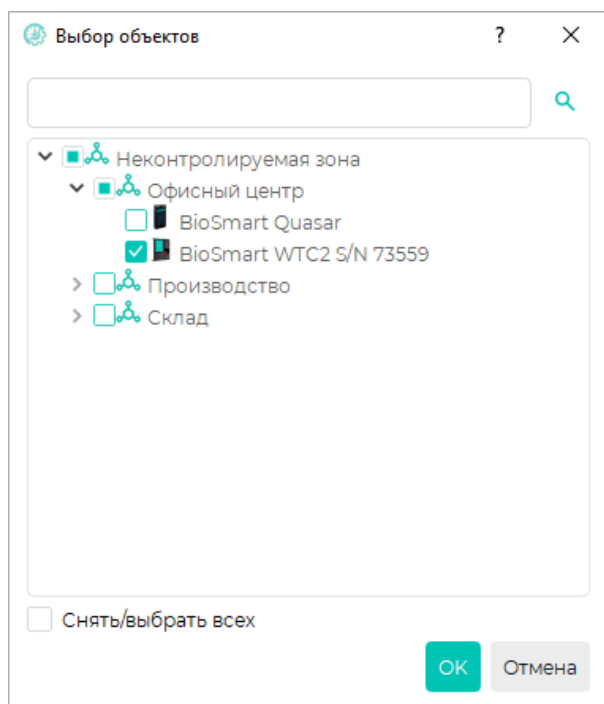 Выбор объектов ?
Неконтролируемая зона
Офисный центр
BioSmart Quasar
BioSmart WTC2 S/N 73559
Производство
Склад
Снять/выбрать всех
OK Отмена